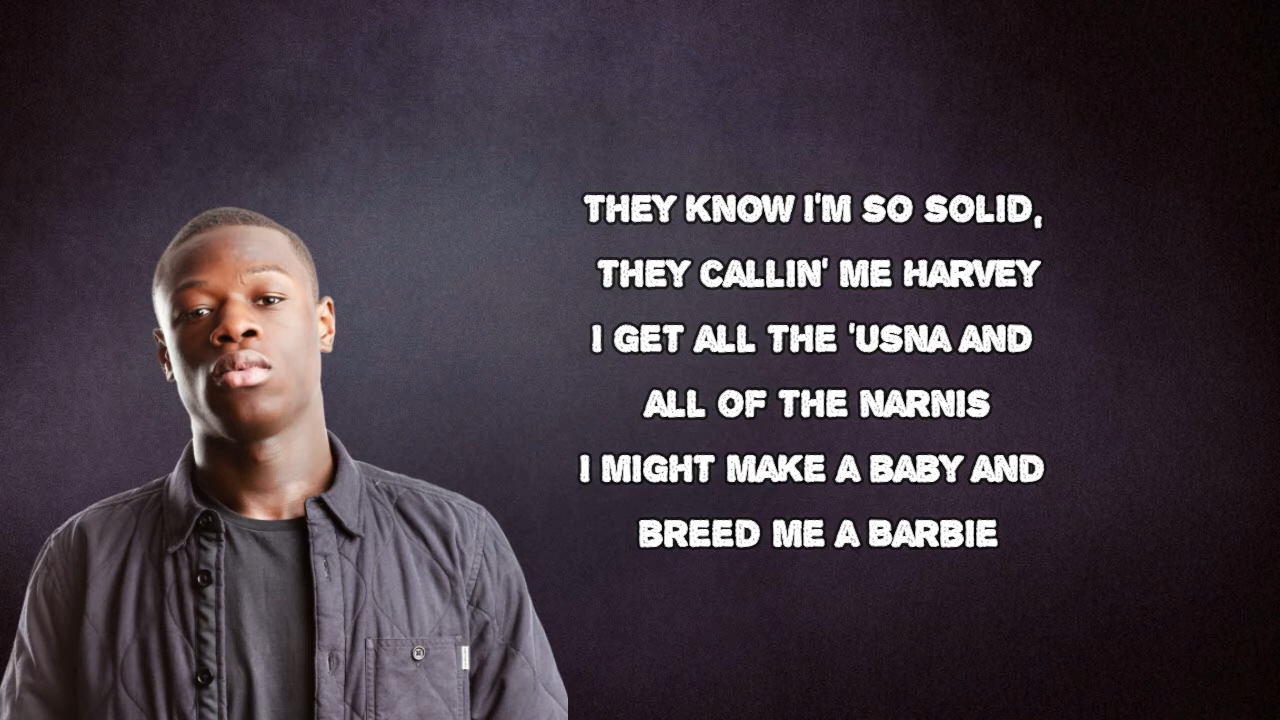 THEY KNOW I'M SO SOLID,
THEY CALLIN' ME HARVEY
I GET ALL THE 'USNA AND
ALL OF THE NARNIS
I MIGHT MAKE A BABY AND
BREED ME A BARBIE